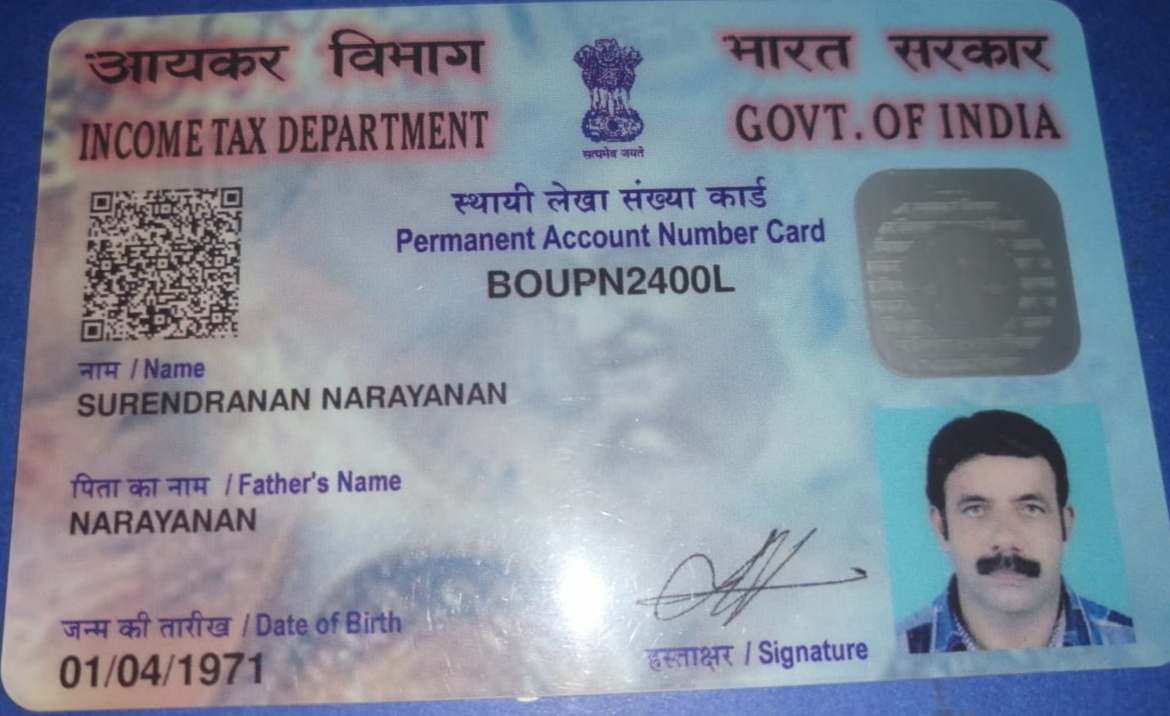 आयकर विभाग
INCOME TAX DEPARTMENT
भारत सरकार
GOVT. OF INDIA
सत्यमेव जयते
स्थायी लेखा संख्या कार्ड
Permanent Account Number Card
BOUPN2400L
नाम / Name
SURENDRANAN NARAYANAN
पिता का नाम / Father's Name
NARAYANAN
जन्म की तारीख / Date of Birth
01/04/1971
हस्ताक्षर / Signature